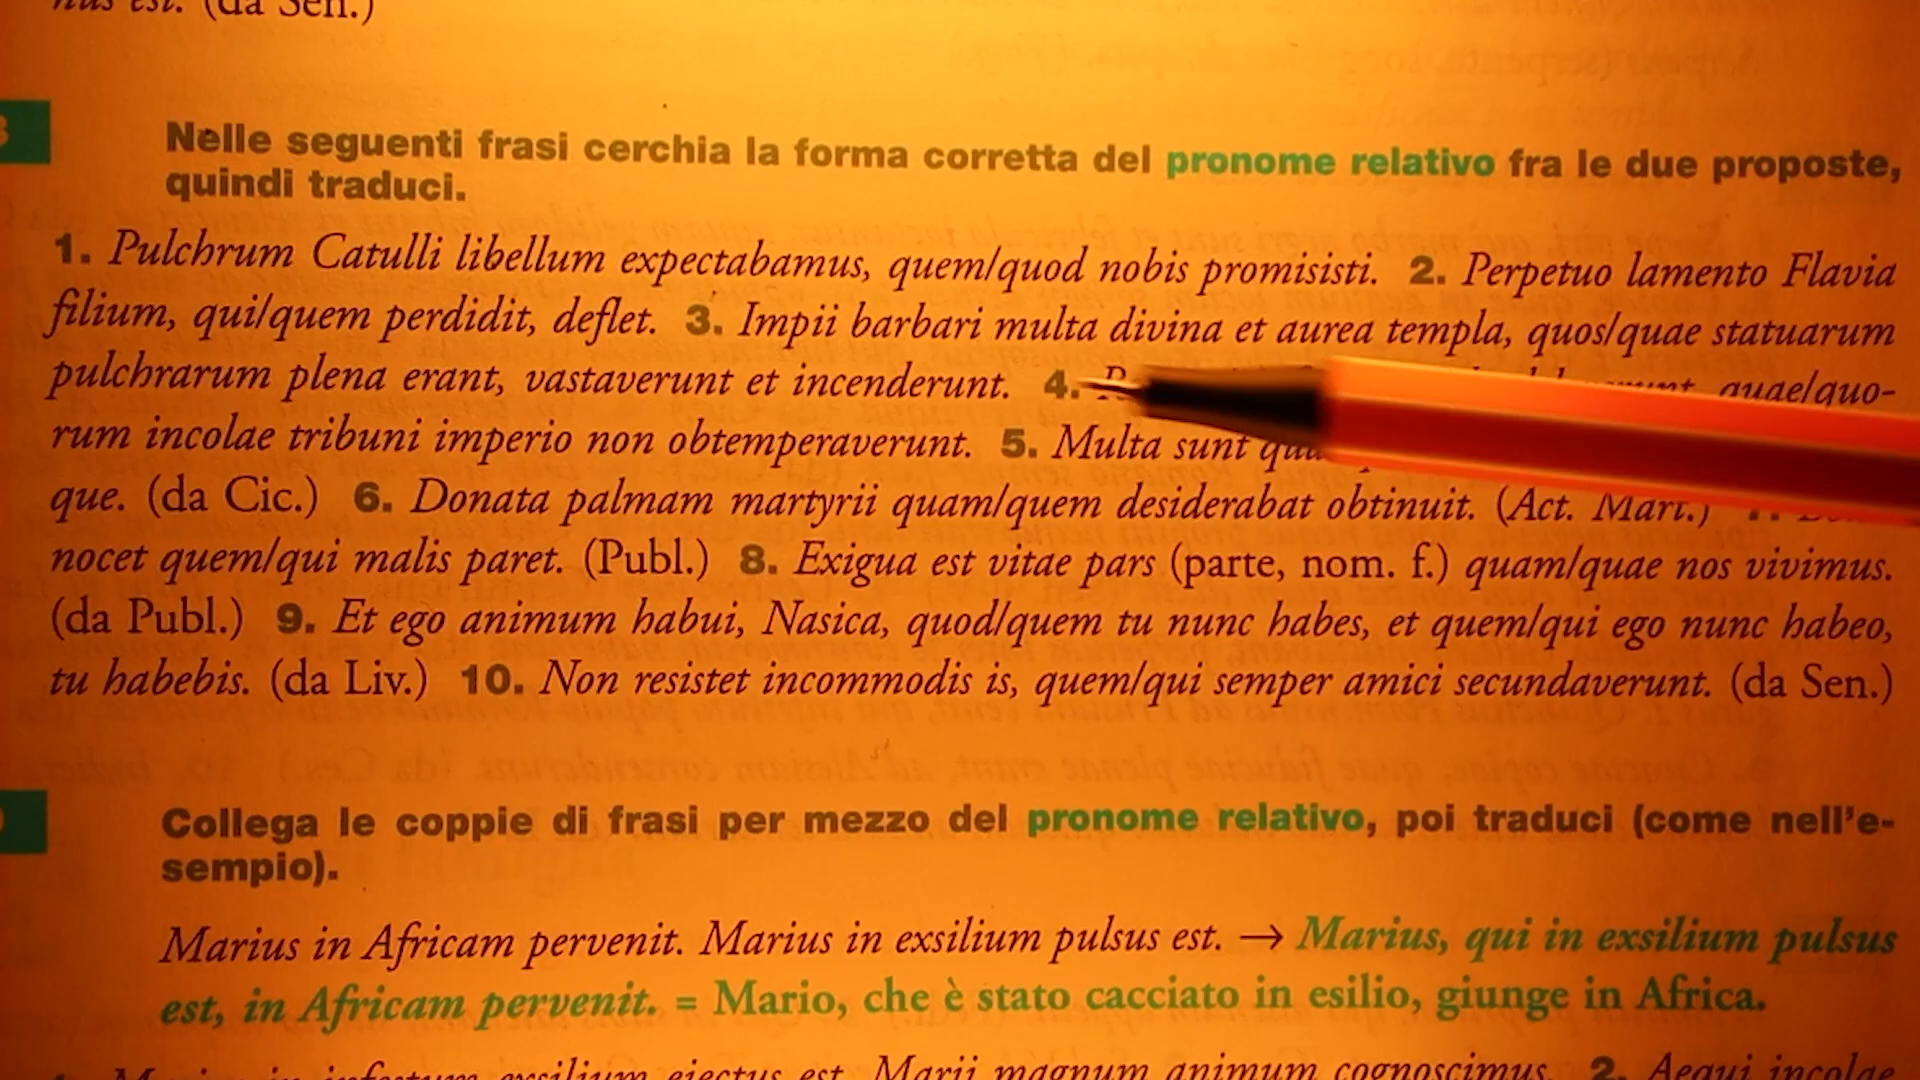 nus est. (da Sen.)
Nelle seguenti frasi cerchia la forma corretta del pronome relativo fra le due proposte,
quindi traduci.
1. Pulchrum Catulli libellum expectabamus, quem/quod nobis promisisti. 2. Perpetuo lamento Flavia
filium, qui/quem perdidit, deflet. 3. Impii barbari multa divina et aurea templa, quos/quae statuarum
pulchrarum plena erant, vastaverunt et incenderunt. 4. quae/quo-
rum incolae tribuni imperio non obtemperaverunt. 5. Multa sunt
que. (da Cic.) 6. Donata palmam martyrii quam/quem desiderabat obtinuit. (Act. Mart.)
nocet quem/qui malis paret. (Publ.) 8. Exigua est vitae pars (parte, nom. f.) quam/quae nos vivimus.
(da Publ.) 9. Et ego animum habui, Nasica, quod/quem tu nunc habes, et quem/qui ego nunc habeo,
tu habebis. (da Liv.) 10. Non resistet incommodis is, quem/qui semper amici secundaverunt. (da Sen.)
Collega le coppie di frasi per mezzo del pronome relativo, poi traduci (come nell'e-
sempio).
Marius in Africam pervenit. Marius in exsilium pulsus est. → Marius, qui in exsilium pulsus
est, in Africam pervenit. = Mario, che è stato cacciato in esilio, giunge in Africa.
in infestum exsilium eiectus est. Marii magnum animum cognoscimus. 2. Aequi incolae